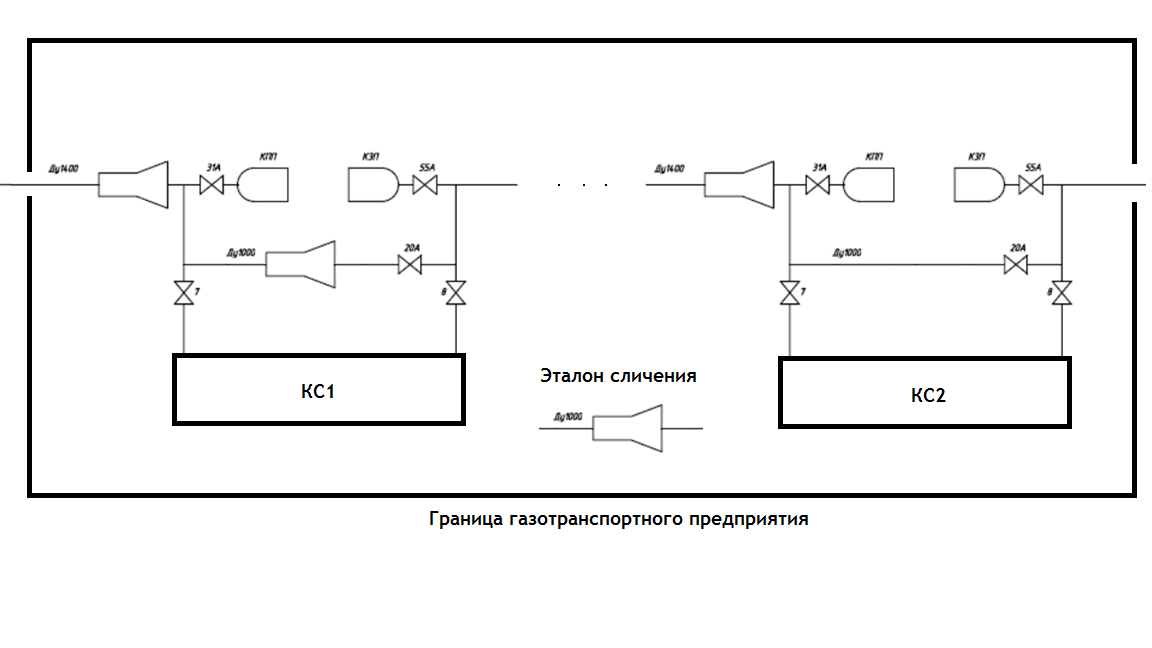 Ду1400
31А
КПП
КЗП
55А
Ду1400
31А
КПП
КЗП
55А
. . .
Ду1000
20А
Ду1000
20А
7
8
7
8
КС1
Эталон сличения
КС2
Ду1000
Граница газотранспортного предприятия